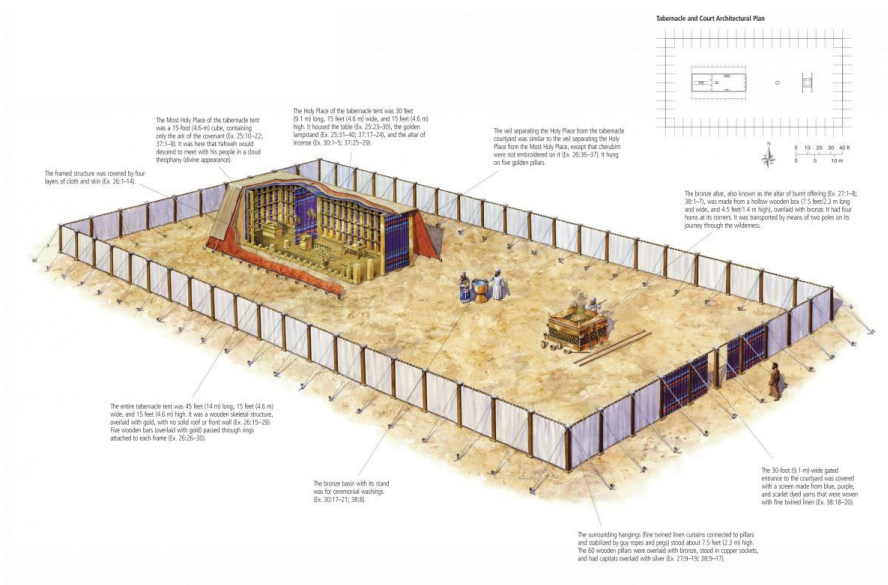 Tabernacle and Court Architectural Plan
N
0 10 20 30 40 ft
0 5 10 m
The Most Holy Place of the tabernacle tent
was a 15-foot (4.6-m) cube, containing
only the ark of the covenant (Ex. 25:10–22;
37:1–9). It was here that Yahweh would
descend to meet with his people in a cloud
theophany (divine appearance).
The Holy Place of the tabernacle tent was 30 feet
(9.1 m) long, 15 feet (4.6 m) wide, and 15 feet (4.6 m)
high. It housed the table (Ex. 25:23–30), the golden
lampstand (Ex. 25:31–40; 37:17–24), and the altar of
incense (Ex. 30:1–5; 37:25–29).
The veil separating the Holy Place from the tabernacle
courtyard was similar to the veil separating the Holy
Place from the Most Holy Place, except that cherubim
were not embroidered on it (Ex. 26:36–37). It hung
on five golden pillars.
The framed structure was covered by four
layers of cloth and skin (Ex. 26:1–14).
The bronze altar, also known as the altar of burnt offering (Ex. 27:1–8;
38:1–7), was made from a hollow wooden box (7.5 feet/2.3 m long
and wide, and 4.5 feet/1.4 m high), overlaid with bronze. It had four
horns at its corners. It was transported by means of two poles on its
journey through the wilderness.
The entire tabernacle tent was 45 feet (14 m) long, 15 feet (4.6 m)
wide, and 15 feet (4.6 m) high. It was a wooden skeletal structure,
overlaid with gold, with no solid roof or front wall (Ex. 26:15–29)
Five wooden bars (overlaid with gold) passed through rings
attached to each frame (Ex. 26:26–30).
The bronze basin with its stand
was for ceremonial washings
(Ex. 30:17–21; 38:8).
The 30-foot (9.1-m)-wide gated
entrance to the courtyard was covered
with a screen made from blue, purple,
and scarlet dyed yarns that were woven
with fine twined linen (Ex. 38:18–20).
The surrounding hangings (fine twined linen curtains connected to pillars
and stabilized by guy ropes and pegs) stood about 7.5 feet (2.3 m) high.
The 60 wooden pillars were overlaid with bronze, stood in copper sockets,
and had capitals overlaid with silver (Ex. 27:9–19; 38:9–17).